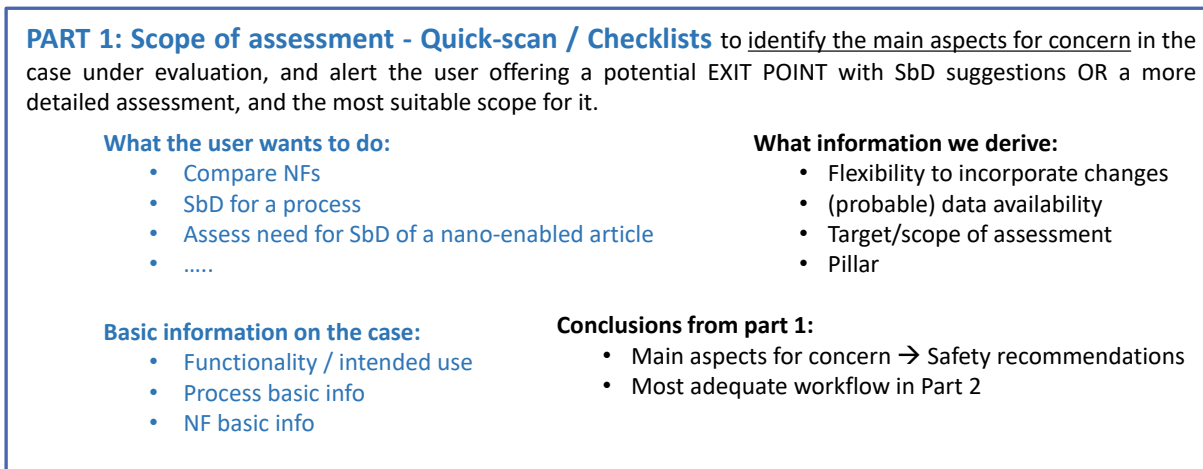 PART 1: Scope of assessment - Quick-scan / Checklists to identify the main aspects for concern in the
case under evaluation, and alert the user offering a potential EXIT POINT with SbD suggestions OR a more
detailed assessment, and the most suitable scope for it.
What the user wants to do:
• Compare NFs
• SbD for a process
• Assess need for SbD of a nano-enabled article
• …..
What information we derive:
• Flexibility to incorporate changes
• (probable) data availability
• Target/scope of assessment
• Pillar
Basic information on the case:
• Functionality / intended use
• Process basic info
• NF basic info
Conclusions from part 1:
• Main aspects for concern → Safety recommendations
• Most adequate workflow in Part 2